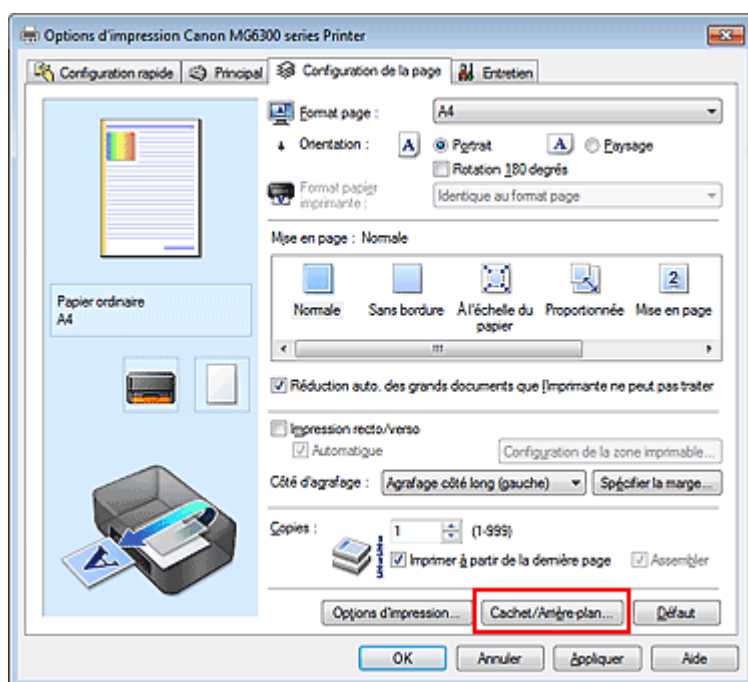 Options d'impression Canon MG6300 series Printer
Configuration rapide Principal Configuration de la page Entretien
Format page : A4
Orientation : A Portrait A Paysage
Rotation 180 degrés
Format papier imprimante : Identique au format page
Mise en page : Normale
2
Normale Sans bordure À l'échelle du papier Proportionnée Mise en page
Papier ordinaire
A4
Réduction auto. des grands documents que l'imprimante ne peut pas traiter
Impression recto/verso
Automatique Configuration de la zone imprimable...
Côté d'agrafage : Agrafage côté long (gauche) Spécifier la marge...
Copies : 1 (1-999)
Imprimer à partir de la dernière page Assembler
Options d'impression... Cachet/Arrière-plan... Défaut
OK Annuler Appliquer Aide